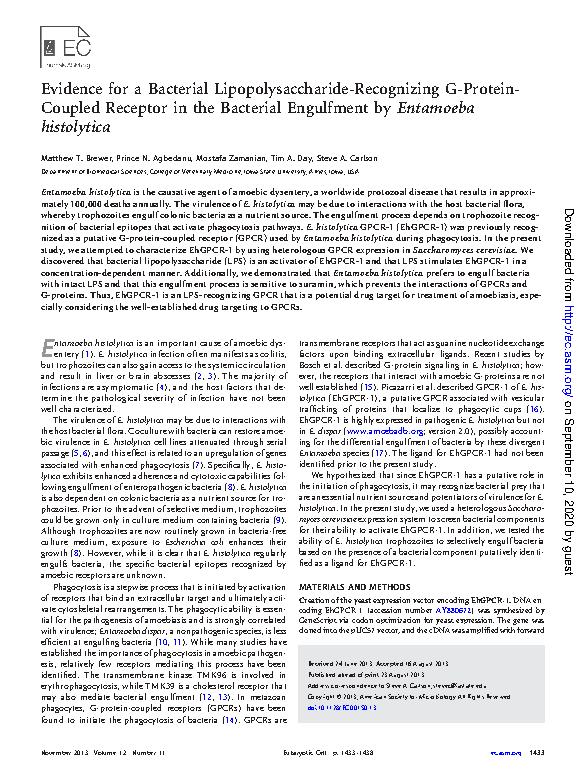 EC
Evidence for a Bacterial Lipopolysaccharide-Recognizing G-Protein-
Coupled Receptor in the Bacterial Engulfment by Entamoeba
histolytica
Matthew T. Brewer, Prince N. Agbedanu, Mostafa Zamanian, Tim A. Day, Steve A. Carlson
Department of Biomedical Sciences, College of Veterinary Medicine, Iowa State University, Ames, Iowa, USA
Entamoeba histolytica is the causative agent of amoebic dysentery, a worldwide protozoal disease that results in approxi-
mately 100,000 deaths annually. The virulence of E. histolytica may be due to interactions with the host bacterial flora,
whereby trophozoites engulf colonic bacteria as a nutrient source. The engulfment process depends on trophozoite recog-
nition of bacterial epitopes that activate phagocytosis pathways. E. histolytica GPCR-1 (EhGPCR-1) was previously recog-
nized as a putative G-protein-coupled receptor (GPCR) used by Entamoeba histolytica during phagocytosis. In the present
study, we attempted to characterize EhGPCR-1 by using heterologous GPCR expression in Saccharomyces cerevisiae. We
discovered that bacterial lipopolysaccharide (LPS) is an activator of EhGPCR-1 and that LPS stimulates EhGPCR-1 in a
concentration-dependent manner. Additionally, we demonstrated that Entamoeba histolytica prefers to engulf bacteria
with intact LPS and that this engulfment process is sensitive to suramin, which prevents the interactions of GPCRs and
G-proteins. Thus, EhGPCR-1 is an LPS-recognizing GPCR that is a potential drug target for treatment of amoebiasis, espe-
cially considering the well-established drug targeting to GPCRs.
Entamoeba histolytica is an important cause of amoebic dys-
entery (1). E. histolytica infection often manifests as colitis,
but trophozoites can also gain access to the systemic circulation
and result in liver or brain abscesses (2, 3). The majority of
infections are asymptomatic (4), and the host factors that de-
termine the pathological severity of infection have not been
well characterized.
The virulence of E. histolytica may be due to interactions with
the host bacterial flora. Coculture with bacteria can restore amoe-
bic virulence in E. histolytica cell lines attenuated through serial
passage (5, 6), and this effect is related to an upregulation of genes
associated with enhanced phagocytosis (7). Specifically, E. histo-
lytica exhibits enhanced adherence and cytotoxic capabilities fol-
lowing engulfment of enteropathogenic bacteria (8). E. histolytica
is also dependent on colonic bacteria as a nutrient source for tro-
phozoites. Prior to the advent of selective medium, trophozoites
could be grown only in culture medium containing bacteria (9).
Although trophozoites are now routinely grown in bacteria-free
culture medium, exposure to Escherichia coli enhances their
growth (8). However, while it is clear that E. histolytica regularly
engulfs bacteria, the specific bacterial epitopes recognized by
amoebic receptors are unknown.
Phagocytosis is a stepwise process that is initiated by activation
of receptors that bind an extracellular target and ultimately acti-
vate cytoskeletal rearrangements. The phagocytic ability is essen-
tial for the pathogenesis of amoebiasis and is strongly correlated
with virulence; Entamoeba dispar, a nonpathogenic species, is less
efficient at engulfing bacteria (10, 11). While many studies have
established the importance of phagocytosis in amoebic pathogen-
esis, relatively few receptors mediating this process have been
identified. The transmembrane kinase TMK96 is involved in
erythrophagocytosis, while TMK39 is a cholesterol receptor that
may also mediate bacterial engulfment (12, 13). In metazoan
phagocytes, G-protein-coupled receptors (GPCRs) have been
found to initiate the phagocytosis of bacteria (14). GPCRs are
transmembrane receptors that act as guanine nucleotide exchange
factors upon binding extracellular ligands. Recent studies by
Bosch et al. described G-protein signaling in E. histolytica; how-
ever, the receptors that interact with amoebic G-proteins are not
well established (15). Picazarri et al. described GPCR-1 of E. his-
tolytica (EhGPCR-1), a putative GPCR associated with vesicular
trafficking of proteins that localize to phagocytic cups (16).
EhGPCR-1 is highly expressed in pathogenic E. histolytica but not
in E. dispar (www.amoebadb.org; version 2.0), possibly account-
ing for the differential engulfment of bacteria by these divergent
Entamoeba species (17). The ligand for EhGPCR-1 had not been
identified prior to the present study.
We hypothesized that since EhGPCR-1 has a putative role in
the initiation of phagocytosis, it may recognize bacterial prey that
are an essential nutrient source and potentiators of virulence for E.
histolytica. In the present study, we used a heterologous Saccharo-
myces cerevisiae expression system to screen bacterial components
for their ability to activate EhGPCR-1. In addition, we tested the
ability of E. histolytica trophozoites to selectively engulf bacteria
based on the presence of a bacterial component putatively identi-
fied as a ligand for EhGPCR-1.
MATERIALS AND METHODS
Creation of the yeast expression vector encoding EhGPCR-1. DNA en-
coding EhGPCR-1 (accession number AY880672) was synthesized by
GeneScript via codon optimization for yeast expression. The gene was
cloned into the pUC57 vector, and the cDNA was amplified with forward
Received 24 June 2013 Accepted 16 August 2013
Published ahead of print 23 August 2013
Address correspondence to Steve A. Carlson,
Copyright © 2013, American Society for Microbiology. All Rights Reserved.
November 2013 Volume 12 Number 11
Eukaryotic Cell p. 1433–1438
ec.asm.org 1433
Downloaded from http://ec.asm.org/ on September 10, 2020 by guest